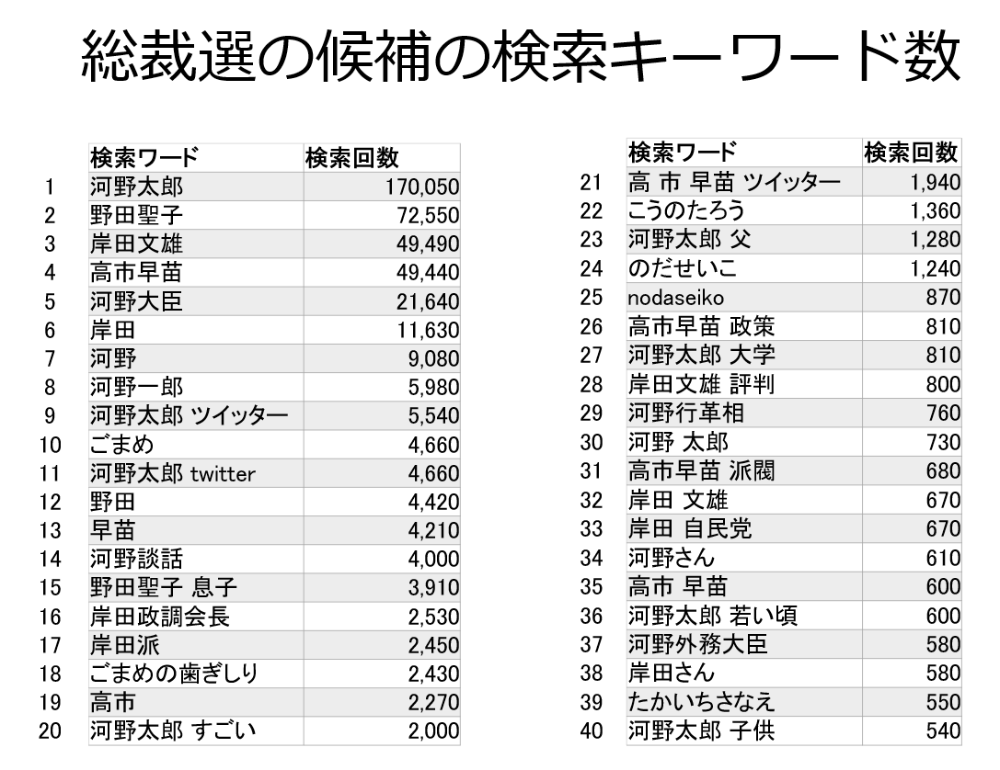 総裁選の候補の検索キーワード数
検索ワード 検索回数
1 河野太郎 170,050
2 野田聖子 72,550
3 岸田文雄 49,490
4 高市早苗 49,440
5 河野大臣 21,640
6 岸田 11,630
7 河野 9,080
8 河野一郎 5,980
9 河野太郎 ツイッター 5,540
10 ごまめ 4,660
11 河野太郎 twitter 4,660
12 野田 4,420
13 早苗 4,210
14 河野談話 4,000
15 野田聖子 息子 3,910
16 岸田政調会長 2,530
17 岸田派 2,450
18 ごまめの歯ぎしり 2,430
19 高市 2,270
20 河野太郎 すごい 2,000
検索ワード 検索回数
21 高 市 早苗 ツイッター 1,940
22 こうのたろう 1,360
23 河野太郎 父 1,280
24 のだせいこ 1,240
25 nodaseiko 870
26 高市早苗 政策 810
27 河野太郎 大学 810
28 岸田文雄 評判 800
29 河野行革相 760
30 河野 太郎 730
31 高市早苗 派閥 680
32 岸田 文雄 670
33 岸田 自民党 670
34 河野さん 610
35 高市 早苗 600
36 河野太郎 若い頃 600
37 河野外務大臣 580
38 岸田さん 580
39 たかいちさなえ 550
40 河野太郎 子供 540